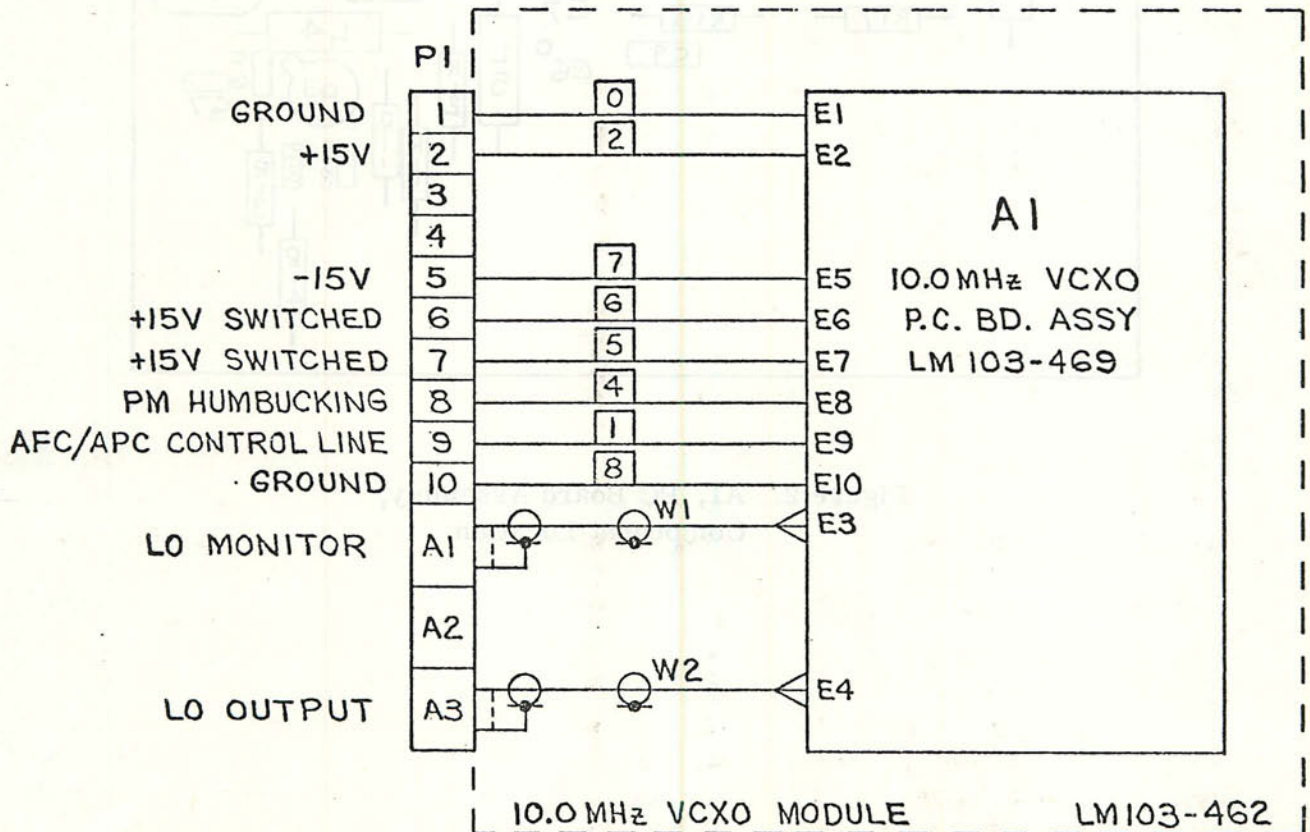 P1
GROUND 1 0 E1
+15V 2 2 E2
3
A1
4
-15V 5 7 E5 10.0MHz VCXO
+15V SWITCHED 6 6 E6 P.C. BD. ASSY
+15V SWITCHED 7 5 E7 LM 103-469
PM HUMBUCKING 8 4 E8
AFC/APC CONTROL LINE 9 1 E9
GROUND 10 8 E10
LO MONITOR A1 W1 E3
A2
LO OUTPUT A3 W2 E4
10.0MHz VCXO MODULE LM103-462